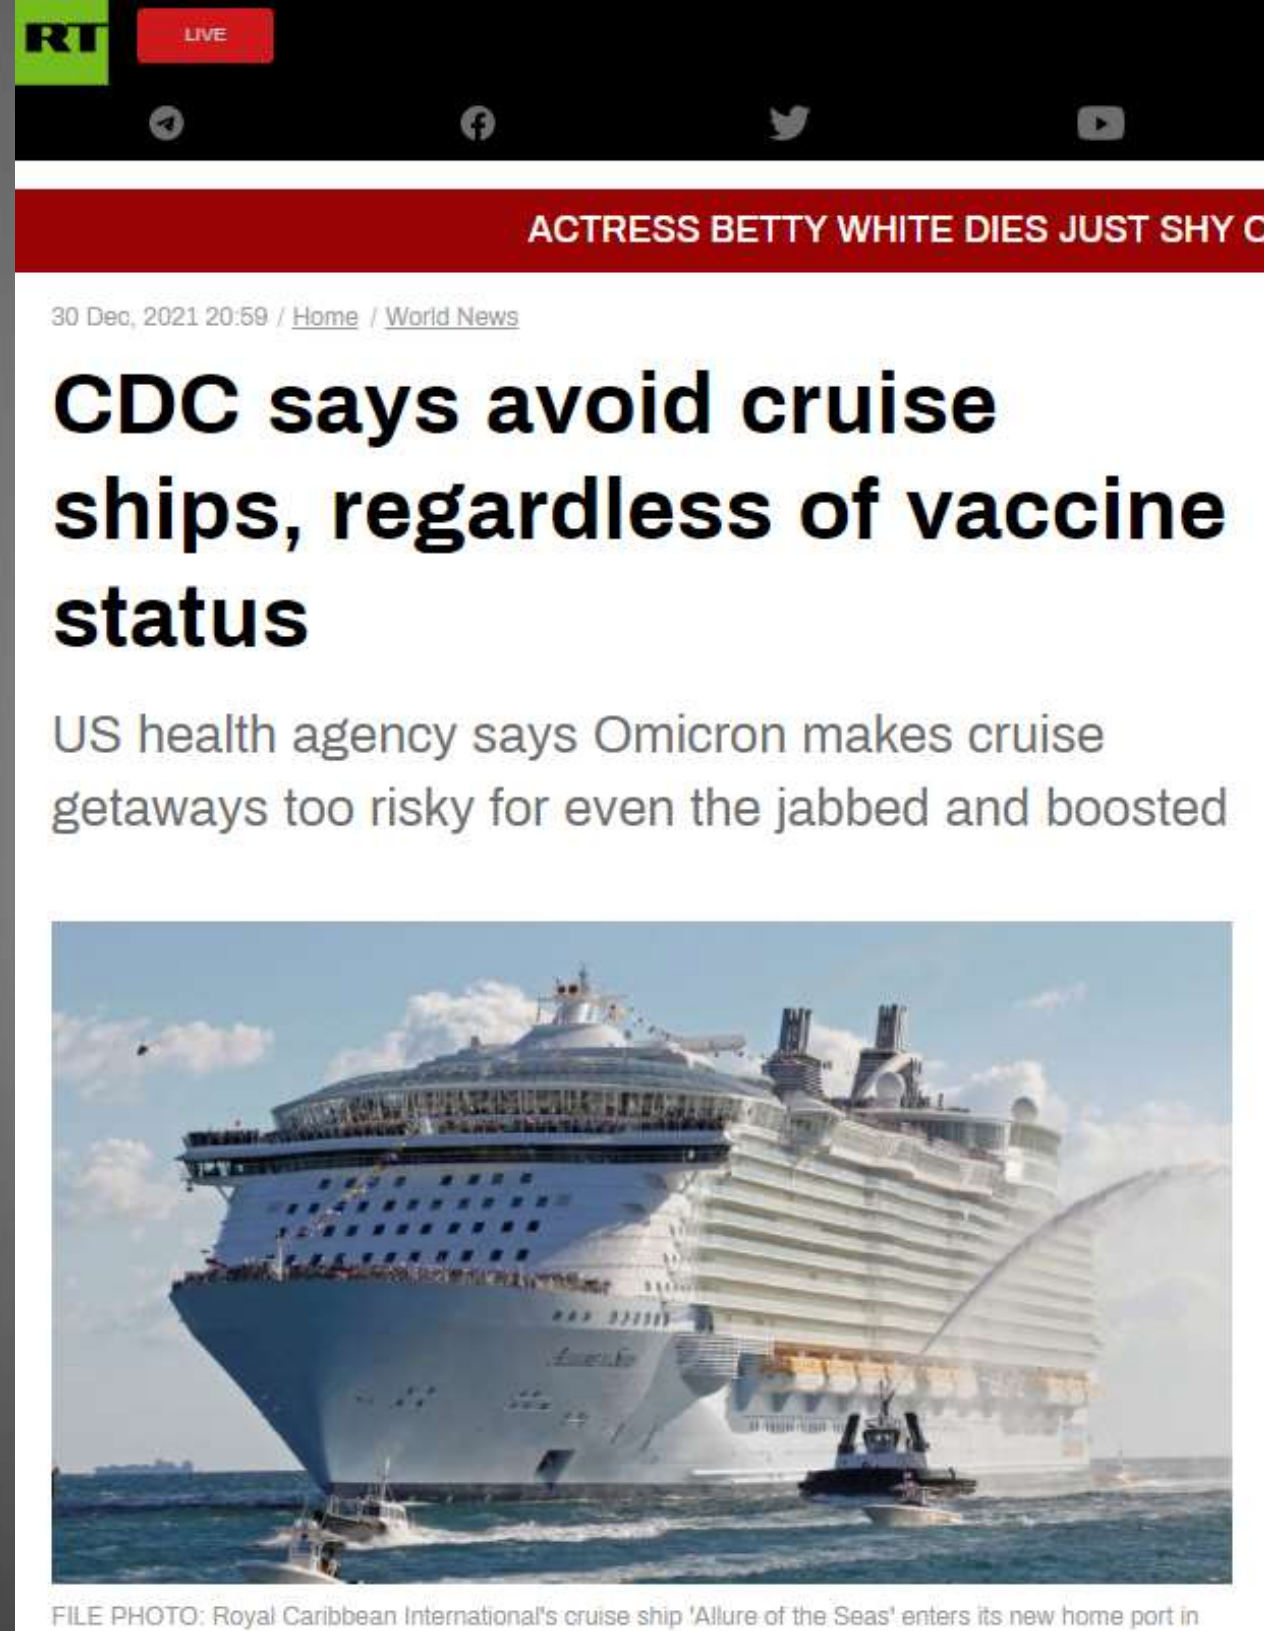 RT
LIVE
ACTRESS BETTY WHITE DIES JUST SHY
30 Dec, 2021 20:59 / Home / World News
CDC says avoid cruise
ships, regardless of vaccine
status
US health agency says Omicron makes cruise
getaways too risky for even the jabbed and boosted
FILE PHOTO: Royal Caribbean International's cruise ship 'Allure of the Seas' enters its new home port in